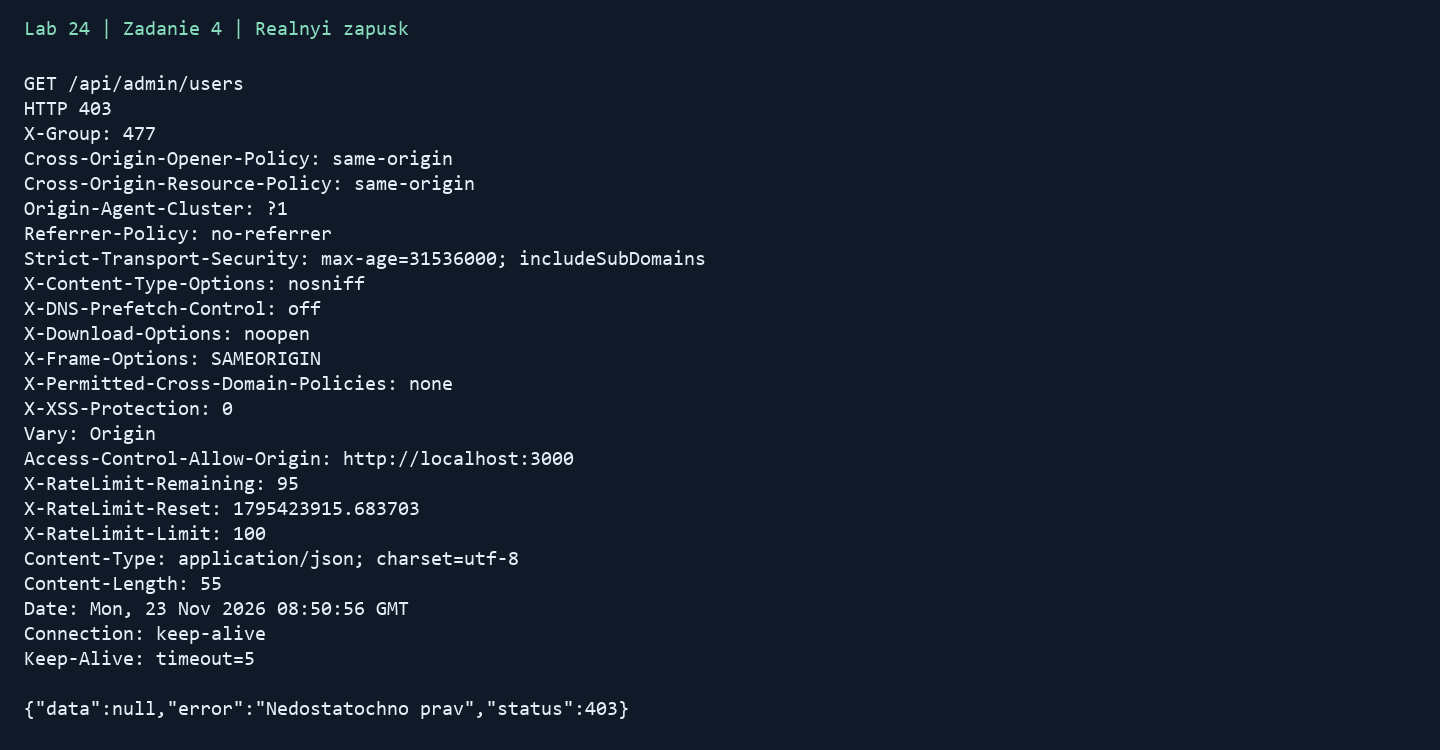 Lab 24 | Zadanie 4 | Realnyi zapusk
GET /api/admin/users
HTTP 403
X-Group: 477
Cross-Origin-Opener-Policy: same-origin
Cross-Origin-Resource-Policy: same-origin
Origin-Agent-Cluster: ?1
Referrer-Policy: no-referrer
Strict-Transport-Security: max-age=31536000; includeSubDomains
X-Content-Type-Options: nosniff
X-DNS-Prefetch-Control: off
X-Download-Options: noopen
X-Frame-Options: SAMEORIGIN
X-Permitted-Cross-Domain-Policies: none
X-XSS-Protection: 0
Vary: Origin
Access-Control-Allow-Origin: http://localhost:3000
X-RateLimit-Remaining: 95
X-RateLimit-Reset: 1795423915.683703
X-RateLimit-Limit: 100
Content-Type: application/json; charset=utf-8
Content-Length: 55
Date: Mon, 23 Nov 2026 08:50:56 GMT
Connection: keep-alive
Keep-Alive: timeout=5
{"data":null,"error":"Nedostatochno prav","status":403}